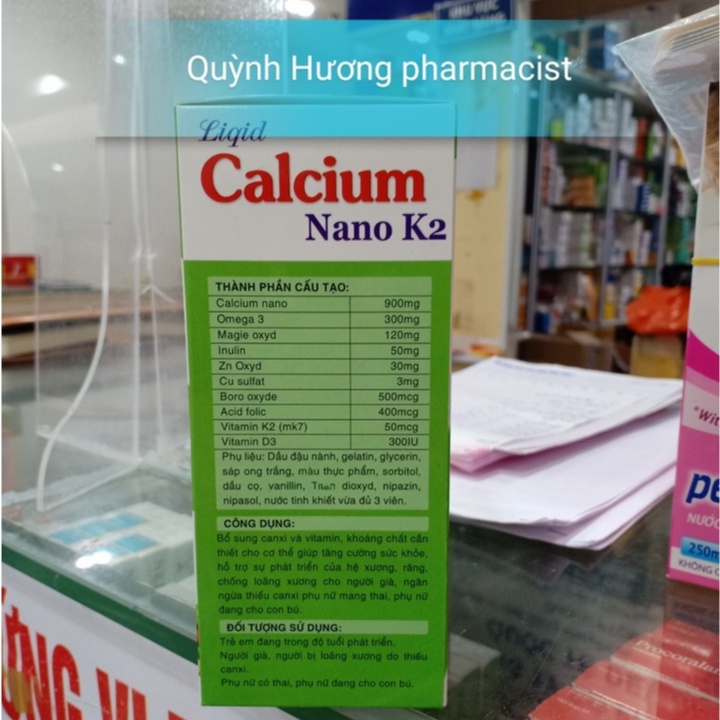 Quỳnh Hương pharmacist
Liqid
Calcium
Nano K2
THÀNH PHẦN CẤU TẠO:
Calcium nano 900mg
Omega 3 300mg
Magie oxyd 120mg
Inulin 50mg
Zn Oxyd 30mg
Cu sulfat 3mg
Boro oxyde 500mcg
Acid folic 400mcg
Vitamin K2 (mk7) 50mcg
Vitamin D3 300IU
Phụ liệu: Dầu đậu nành, gelatin, glycerin,
sáp ong trắng, màu thực phẩm, sorbitol,
dầu cọ, vanillin, Titan dioxyd, nipazin,
nipasol, nước tinh khiết vừa đủ 3 viên.
CÔNG DỤNG:
Bổ sung canxi và vitamin, khoáng chất cần
thiết cho cơ thể giúp tăng cường sức khỏe,
hỗ trợ sự phát triển của hệ xương, răng,
chống loãng xương cho người già, ngăn
ngừa thiếu canxi phụ nữ mang thai, phụ nữ
đang cho con bú.
ĐỐI TƯỢNG SỬ DỤNG:
Trẻ em đang trong độ tuổi phát triển.
Người già, người bị loãng xương do thiếu
canxi.
Phụ nữ có thai, phụ nữ đang cho con bú.
"Wit
pe
NƯỚC
250m
KHÔNG C
Procoralan